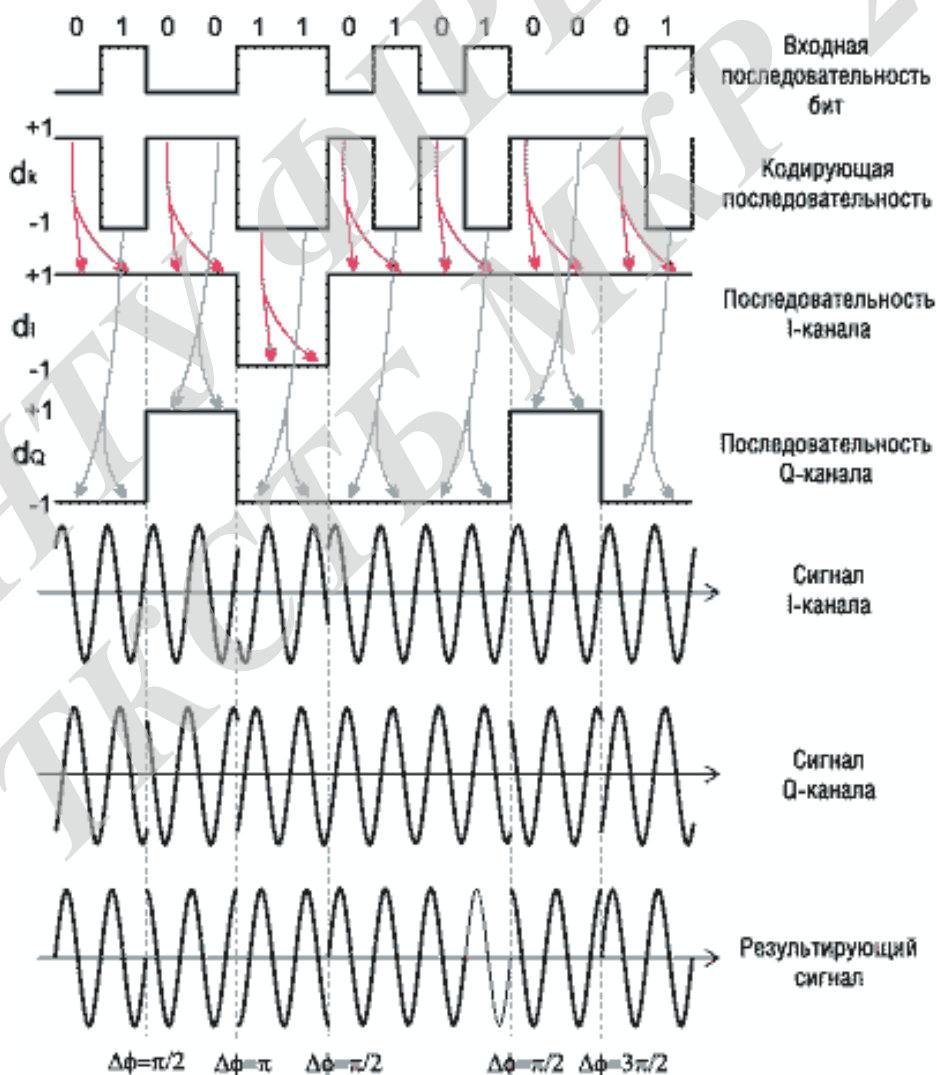 0 1 0 0 1 1 0 1 0 1 0 0 0 1
Входная
последовательность
бит
+1
dk
-1
Кодирующая
последовательность
+1
dI
-1
Последовательность
I-канала
+1
dQ
-1
Последовательность
Q-канала
Сигнал
I-канала
Сигнал
Q-канала
Результирующий
сигнал
Δϕ=π/2 Δϕ=π Δϕ=π/2 Δϕ=π/2 Δϕ=3π/2
ТКСТЬ МКР